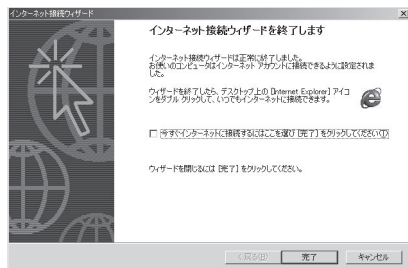 インターネット接続ウィザード
インターネット接続ウィザードを終了します
インターネット接続ウィザードは正常に終了しました。
お使いのコンピュータはインターネット アカウントに接続できるように設定されま
した。
ウィザードを終了したら、デスクトップ上の [Internet Explorer] アイコ
ンをダブル クリックして、いつでもインターネットに接続できます。
今すぐインターネットに接続するにはここを選び [完了] をクリックしてください(I)
ウィザードを閉じるには [完了] をクリックしてください。
< 戻る(B)
完了
キャンセル